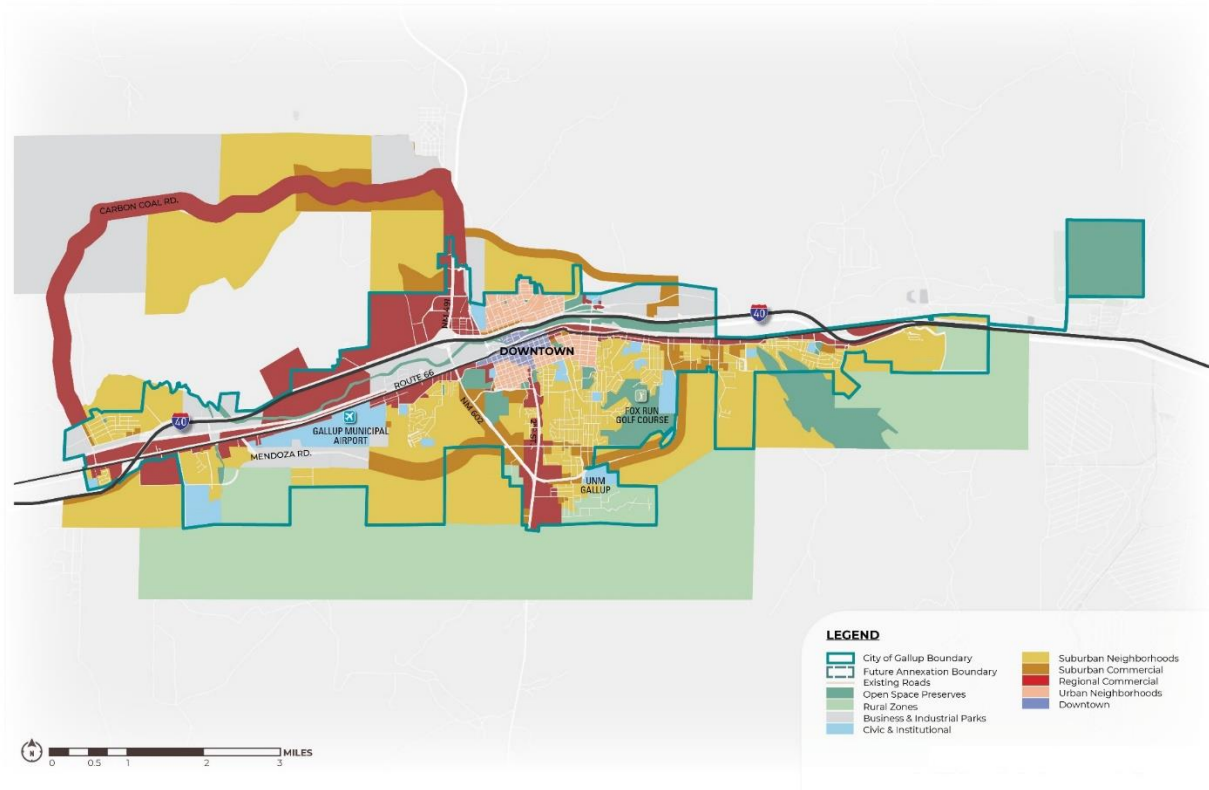 CARBON COAL RD.
NM 491
40
DOWNTOWN
ROUTE 66
FOX RUN
GOLF COURSE
NM 602
40
GALLUP MUNICIPAL
AIRPORT
MENDOZA RD.
UNM
GALLUP
LEGEND
City of Gallup Boundary
Future Annexation Boundary
Existing Roads
Open Space Preserves
Rural Zones
Business & Industrial Parks
Civic & Institutional
Suburban Neighborhoods
Suburban Commercial
Regional Commercial
Urban Neighborhoods
Downtown
N
MILES
0 0.5 1 2 3